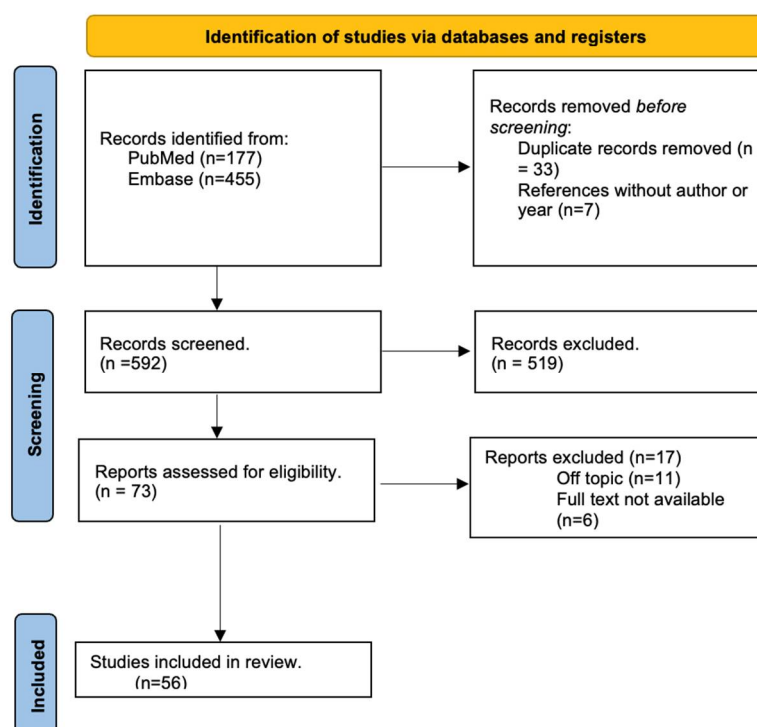 Identification of studies via databases and registers
Identification
Records identified from:
PubMed (n=177)
Embase (n=455)
Records removed before
screening:
Duplicate records removed (n
= 33)
References without author or
year (n=7)
Screening
Records screened.
(n =592)
Records excluded.
(n = 519)
Reports assessed for eligibility.
(n = 73)
Reports excluded (n=17)
Off topic (n=11)
Full text not available
(n=6)
Included
Studies included in review.
(n=56)